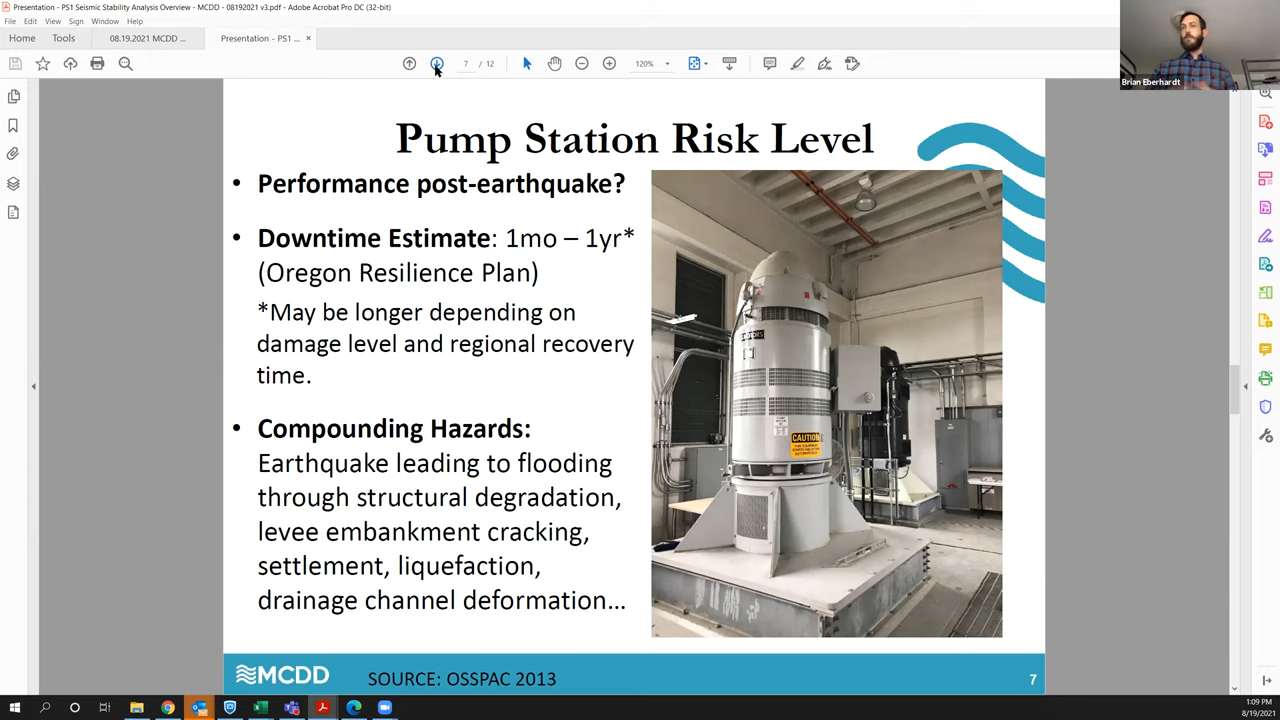 Presentation - PS1 Seismic Stability Analysis Overview - MCDD - 08192021 v3.pdf - Adobe Acrobat Pro DC (32-bit)
File Edit View Sign Window Help
Home Tools 08.19.2021 MCDD ... Presentation - PS1 ... ×
7 / 12 120%
Brian Eberhardt
Pump Station Risk Level
• Performance post-earthquake?
• Downtime Estimate: 1mo – 1yr*
(Oregon Resilience Plan)
*May be longer depending on
damage level and regional recovery
time.
• Compounding Hazards:
Earthquake leading to flooding
through structural degradation,
levee embankment cracking,
settlement, liquefaction,
drainage channel deformation...
CAUTION
MCDD SOURCE: OSSPAC 2013 7
1:09 PM
8/19/2021